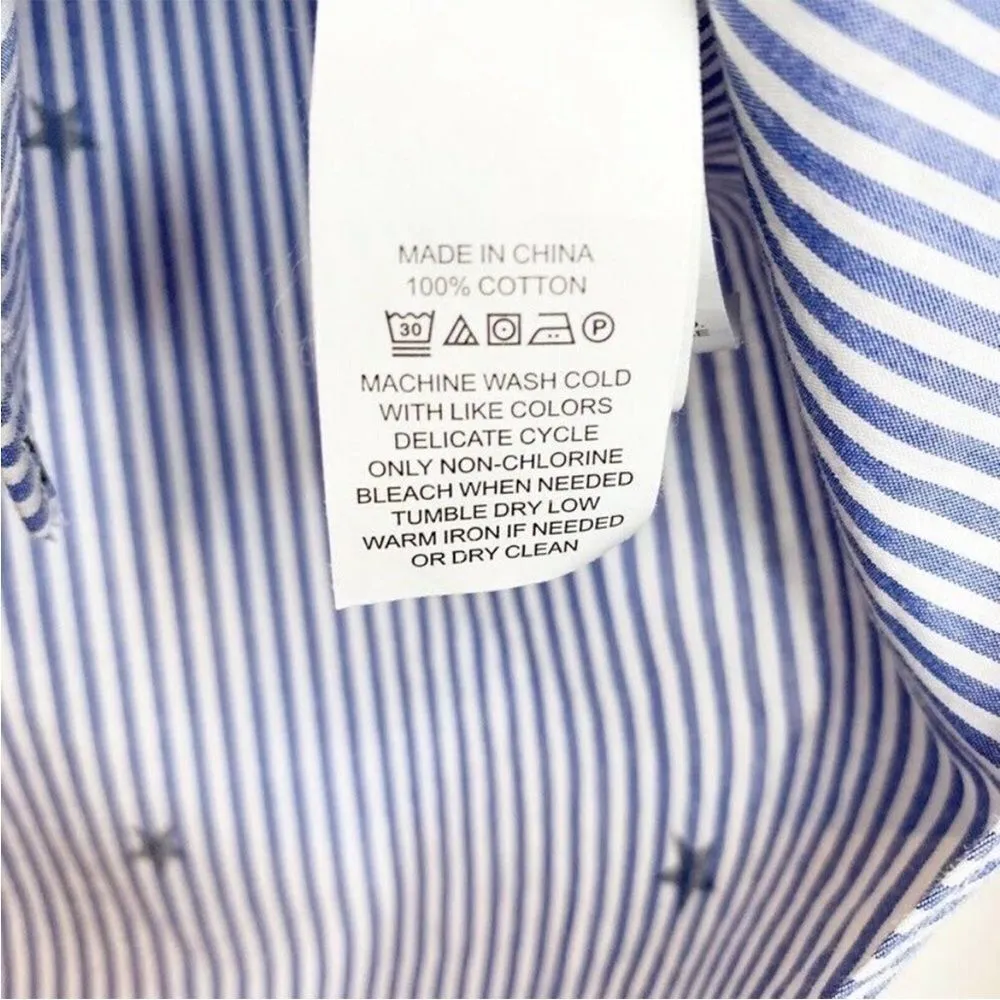 MADE IN CHINA
100% COTTON
30 P
MACHINE WASH COLD
WITH LIKE COLORS
DELICATE CYCLE
ONLY NON-CHLORINE
BLEACH WHEN NEEDED
TUMBLE DRY LOW
WARM IRON IF NEEDED
OR DRY CLEAN